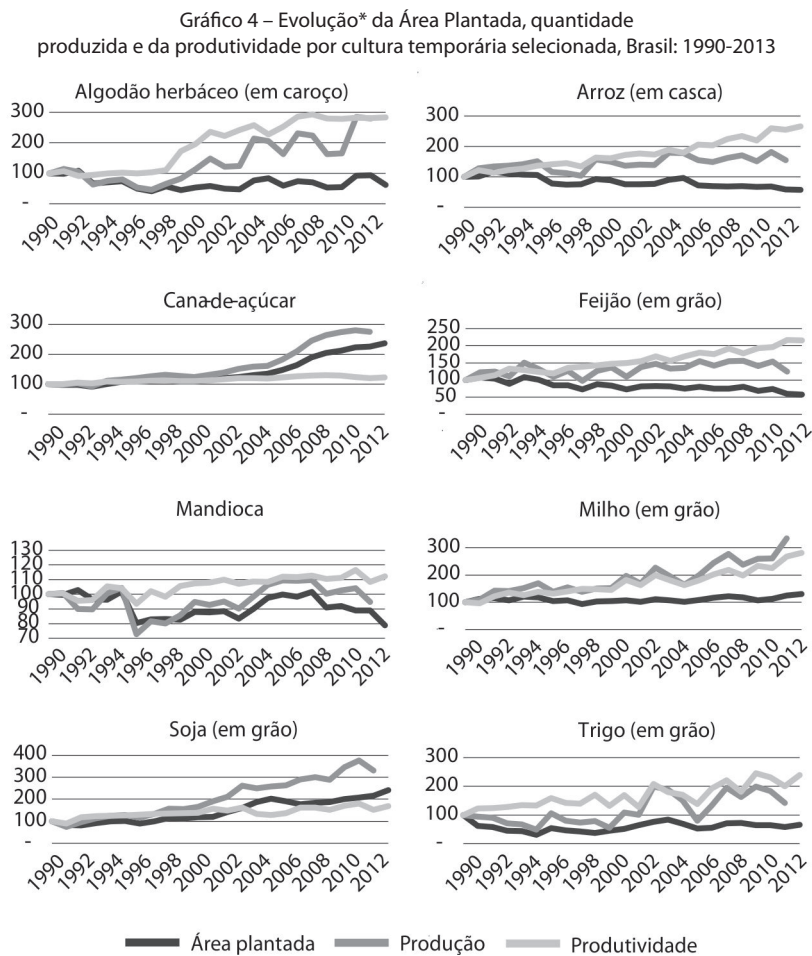 Gráfico 4 – Evolução* da Área Plantada, quantidade
produzida e da produtividade por cultura temporária selecionada, Brasil: 1990-2013
Algodão herbáceo (em caroço)
300
200
100
-
1990 1992 1994 1996 1998 2000 2002 2004 2006 2008 2010 2012
Arroz (em casca)
300
200
100
-
1990 1992 1994 1996 1998 2000 2002 2004 2006 2008 2010 2012
Cana-de-açúcar
300
200
100
-
1990 1992 1994 1996 1998 2000 2002 2004 2006 2008 2010 2012
Feijão (em grão)
250
200
150
100
50
-
1990 1992 1994 1996 1998 2000 2002 2004 2006 2008 2010 2012
Mandioca
130
120
110
100
90
80
70
1990 1992 1994 1996 1998 2000 2002 2004 2006 2008 2010 2012
Milho (em grão)
300
200
100
-
1990 1992 1994 1996 1998 2000 2002 2004 2006 2008 2010 2012
Soja (em grão)
400
300
200
100
-
1990 1992 1994 1996 1998 2000 2002 2004 2006 2008 2010 2012
Trigo (em grão)
300
200
100
-
1990 1992 1994 1996 1998 2000 2002 2004 2006 2008 2010 2012
Área plantada Produção Produtividade